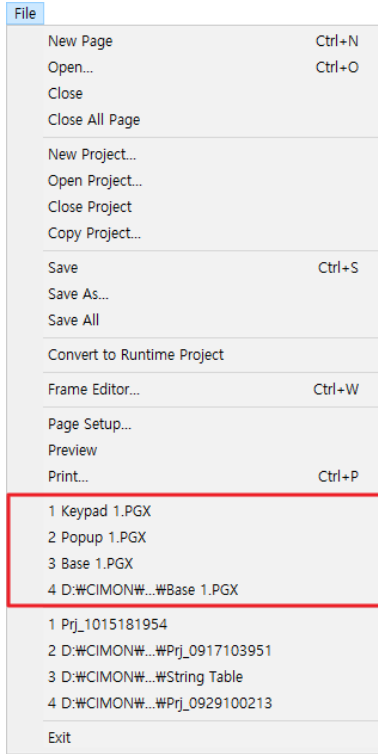 File
New Page Ctrl+N
Open... Ctrl+O
Close
Close All Page
New Project...
Open Project...
Close Project
Copy Project...
Save Ctrl+S
Save As...
Save All
Convert to Runtime Project
Frame Editor... Ctrl+W
Page Setup...
Preview
Print... Ctrl+P
1 Keypad 1.PGX
2 Popup 1.PGX
3 Base 1.PGX
4 D:₩CIMON₩...₩Base 1.PGX
1 Prj_1015181954
2 D:₩CIMON₩...₩Prj_0917103951
3 D:₩CIMON₩...₩String Table
4 D:₩CIMON₩...₩Prj_0929100213
Exit